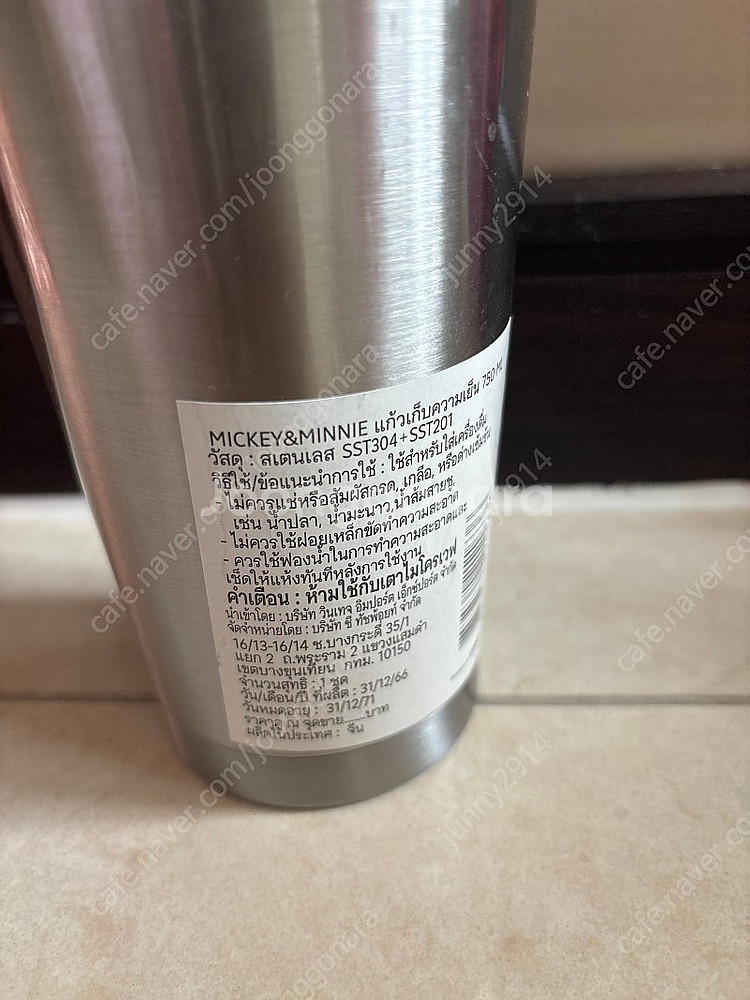 MICKEY&MINNIE แก้วเก็บความเย็น 750 ML
วัสดุ : สเตนเลส SST304+SST201
วิธีใช้/ข้อแนะนำการใช้ : ใช้สำหรับใส่เครื่องดื่ม
- ไม่ควรแช่หรือสัมผัสกรด, เกลือ, หรือด่างเข้มข้น
เช่น น้ำปลา, น้ำมะนาว,น้ำส้มสายชู
- ไม่ควรใช้ฝอยเหล็กขัดทำความสะอาด
- ควรใช้ฟองน้ำในการทำความสะอาดและ
เช็ดให้แห้งทันทีหลังการใช้งาน
คำเตือน : ห้ามใช้กับเตาไมโครเวฟ
นำเข้าโดย : บริษัท วินเทจ อิมปอร์ต เอ็กซ์ปอร์ต จำกัด
จัดจำหน่ายโดย : บริษัท ซี ทัชพ้อยท์ จำกัด
16/13-16/14 ซ.บางกระดี่ 35/1
แยก 2 ถ.พระราม 2 แขวงแสมดำ
เขตบางขุนเทียน กทม. 10150
จำนวนสุทธิ : 1 ชุด
วัน/เดือน/ปี ที่ผลิต : 31/12/66
วันหมดอายุ : 31/12/71
ราคาดู ณ จุดขาย.......บาท
ผลิตในประเทศ : จีน
cafe.naver.com/joonggonara
junny2914
cafe.naver.com/joonggonara
junny2914